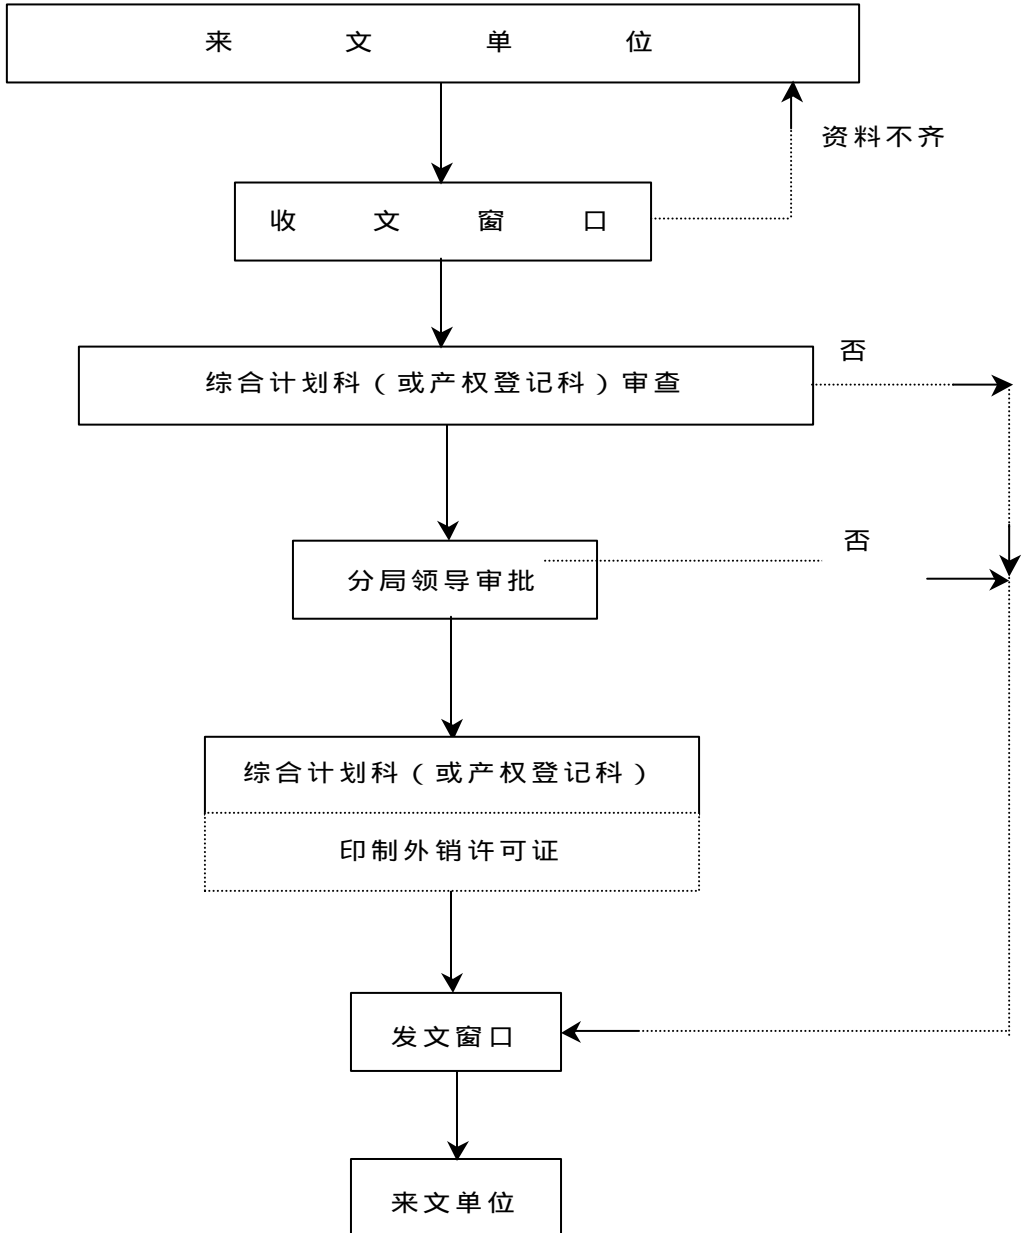 来文单位
资料不齐
收文窗口
否
综合计划科（或产权登记科）审查
否
分局领导审批
综合计划科（或产权登记科）
印制外销许可证
发文窗口
来文单位